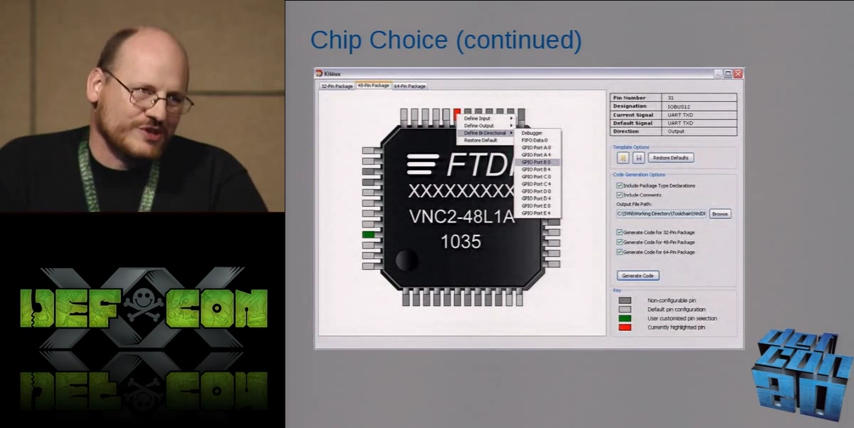 Chip Choice (continued)
IOMux
32-Pin Package
48-Pin Package
64-Pin Package
Define Input
Define Output
Define Bi-Directional
Restore Default
Debugger
FIFO Data 0
GPIO Port A 0
GPIO Port A 4
GPIO Port B 0
GPIO Port B 4
GPIO Port C 0
GPIO Port C 4
GPIO Port D 0
GPIO Port D 4
GPIO Port E 0
GPIO Port E 4
FTDI
XXXXXXXXX
VNC2-48L1A
1035
Pin Number 31
Designation IOBUS12
Current Signal UART TXD
Default Signal UART TXD
Direction Output
Template Options
Restore Defaults
Code Generation Options
Include Package Type Declarations
Include Comments
Output File Path:
Browse
Generate Code for 32-Pin Package
Generate Code for 48-Pin Package
Generate Code for 64-Pin Package
Generate Code
Key
Non-configurable pin
Default pin configuration
User customized pin selection
Currently highlighted pin
DEF CON
XX
def
con
20